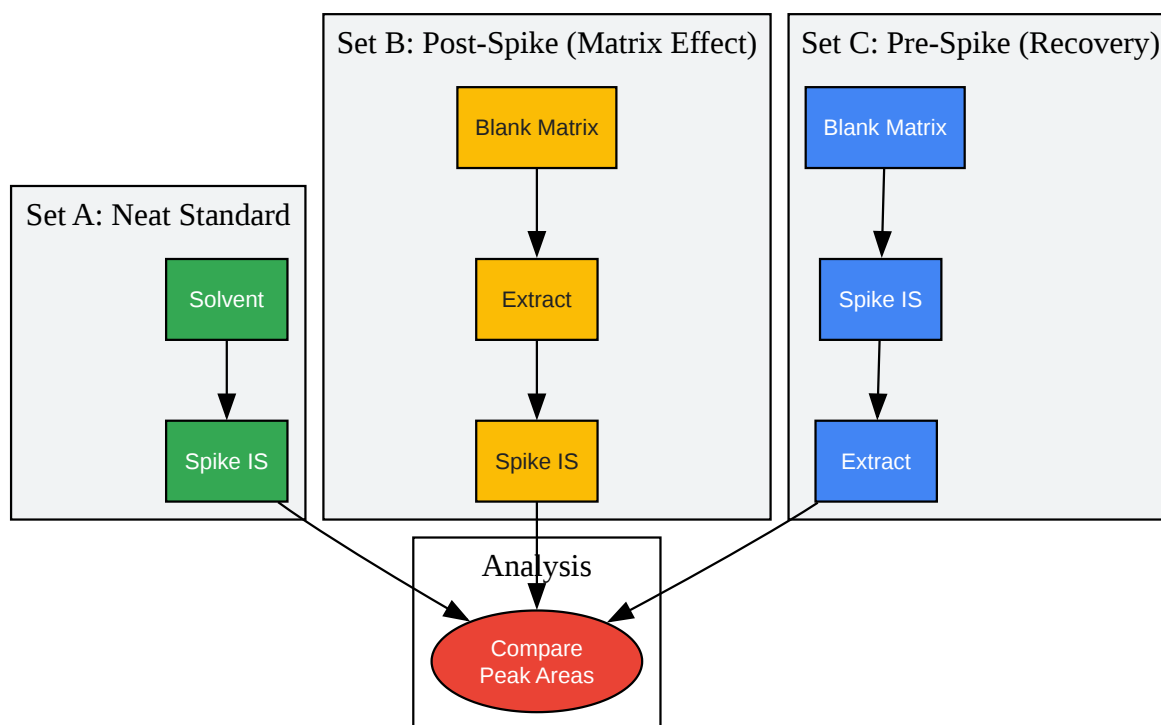 Set A: Neat Standard
Solvent
Spike IS
Set B: Post-Spike (Matrix Effect)
Blank Matrix
Extract
Spike IS
Set C: Pre-Spike (Recovery)
Blank Matrix
Spike IS
Extract
Analysis
Compare
Peak Areas